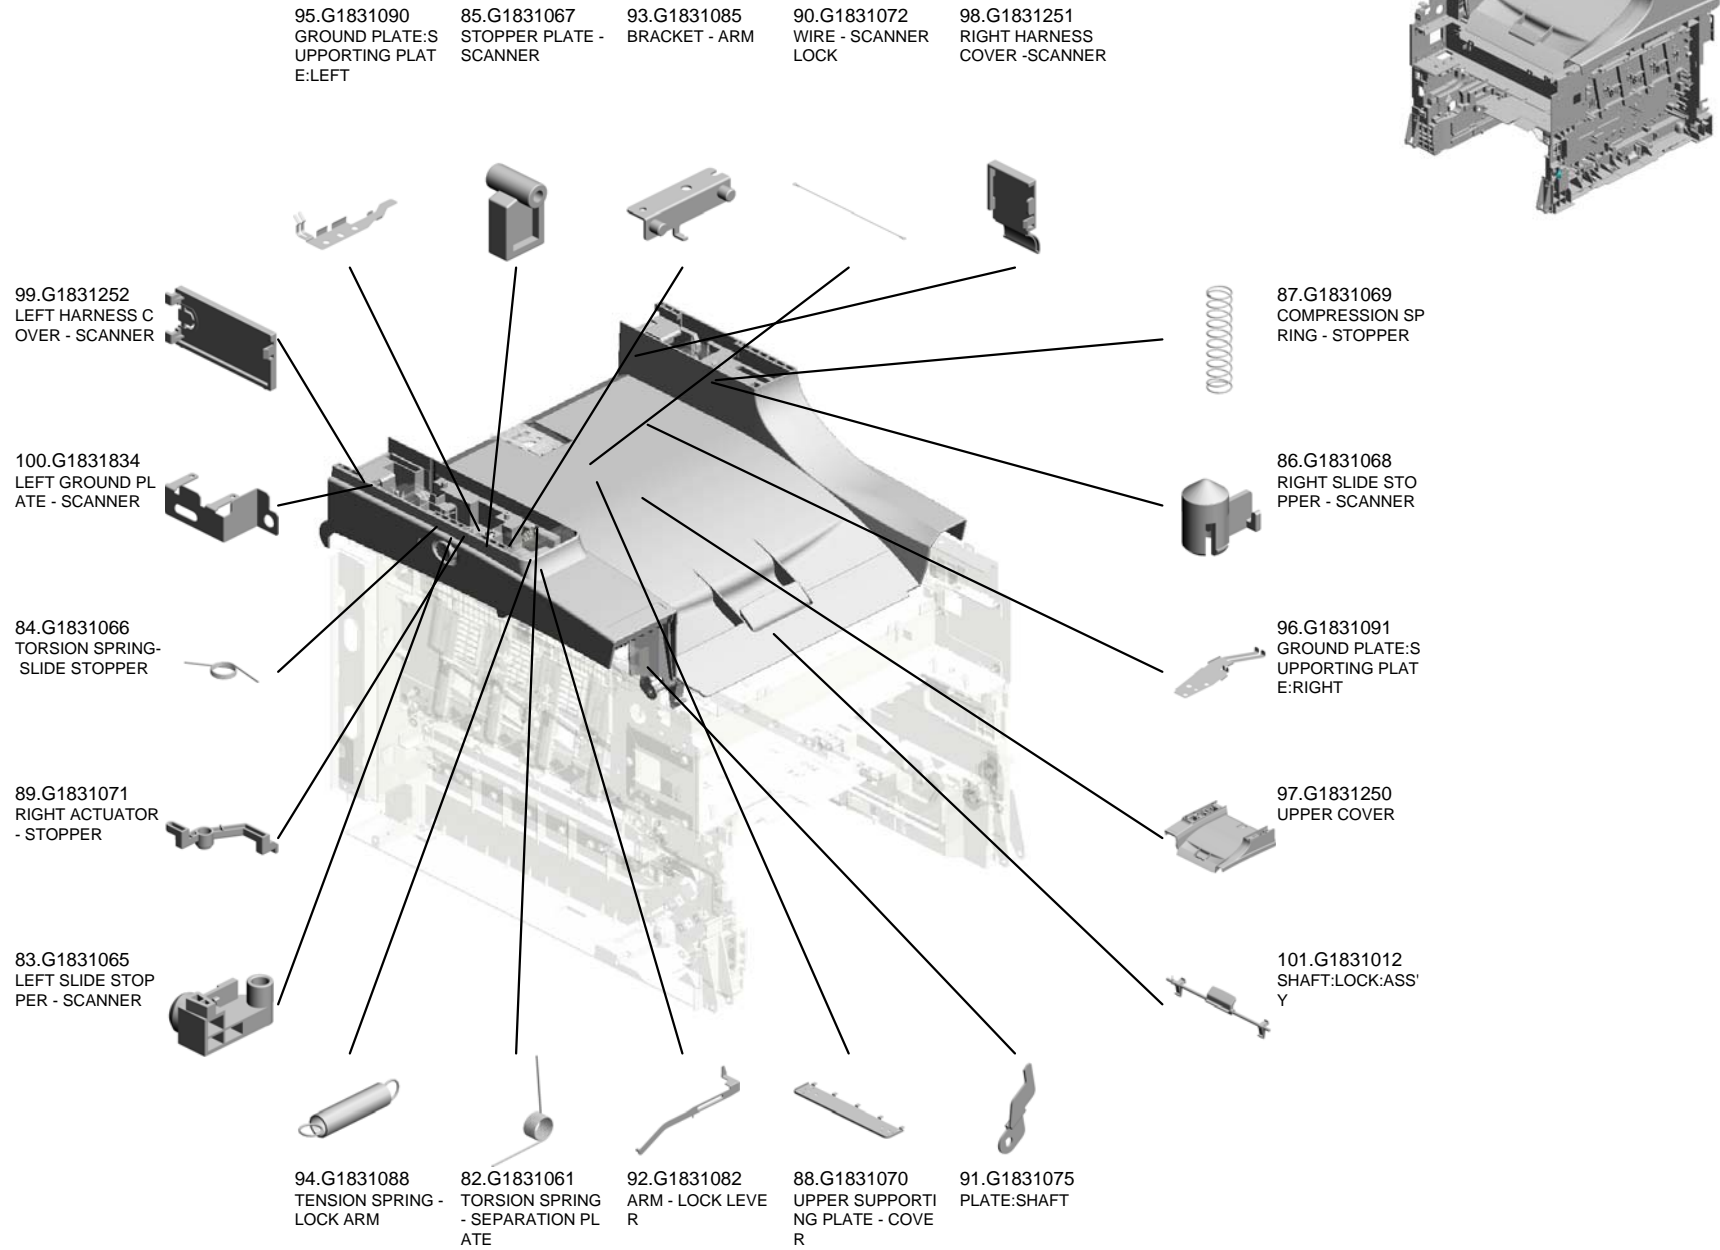 95.G1831090
GROUND PLATE:S
UPPORTING PLAT
E:LEFT
85.G1831067
STOPPER PLATE -
SCANNER
93.G1831085
BRACKET - ARM
90.G1831072
WIRE - SCANNER
LOCK
98.G1831251
RIGHT HARNESS
COVER -SCANNER
99.G1831252
LEFT HARNESS C
OVER - SCANNER
87.G1831069
COMPRESSION SP
RING - STOPPER
100.G1831834
LEFT GROUND PL
ATE - SCANNER
86.G1831068
RIGHT SLIDE STO
PPER - SCANNER
84.G1831066
TORSION SPRING-
SLIDE STOPPER
96.G1831091
GROUND PLATE:S
UPPORTING PLAT
E:RIGHT
89.G1831071
RIGHT ACTUATOR
- STOPPER
97.G1831250
UPPER COVER
83.G1831065
LEFT SLIDE STOP
PER - SCANNER
101.G1831012
SHAFT:LOCK:ASS'
Y
94.G1831088
TENSION SPRING -
LOCK ARM
82.G1831061
TORSION SPRING
- SEPARATION PL
ATE
92.G1831082
ARM - LOCK LEVE
R
88.G1831070
UPPER SUPPORTI
NG PLATE - COVE
R
91.G1831075
PLATE:SHAFT